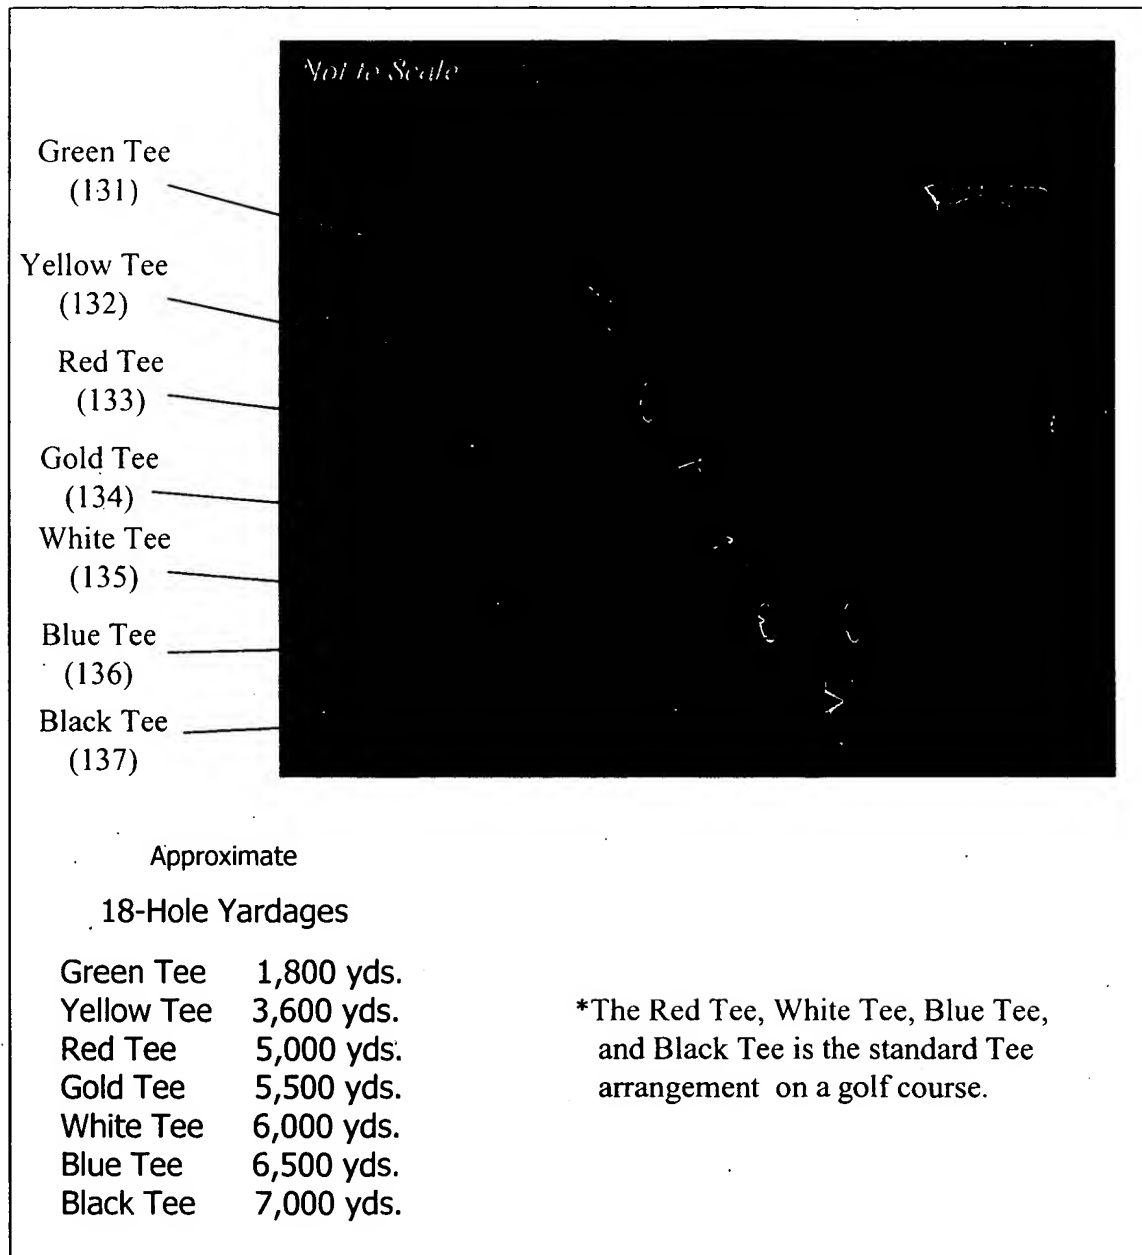 Not to Scale
Green Tee
(131)
Yellow Tee
(132)
Red Tee
(133)
Gold Tee
(134)
White Tee
(135)
Blue Tee
(136)
Black Tee
(137)
Approximate
18-Hole Yardages
Green Tee 1,800 yds.
Yellow Tee 3,600 yds.
Red Tee 5,000 yds.
Gold Tee 5,500 yds.
White Tee 6,000 yds.
Blue Tee 6,500 yds.
Black Tee 7,000 yds.
*The Red Tee, White Tee, Blue Tee,
and Black Tee is the standard Tee
arrangement on a golf course.